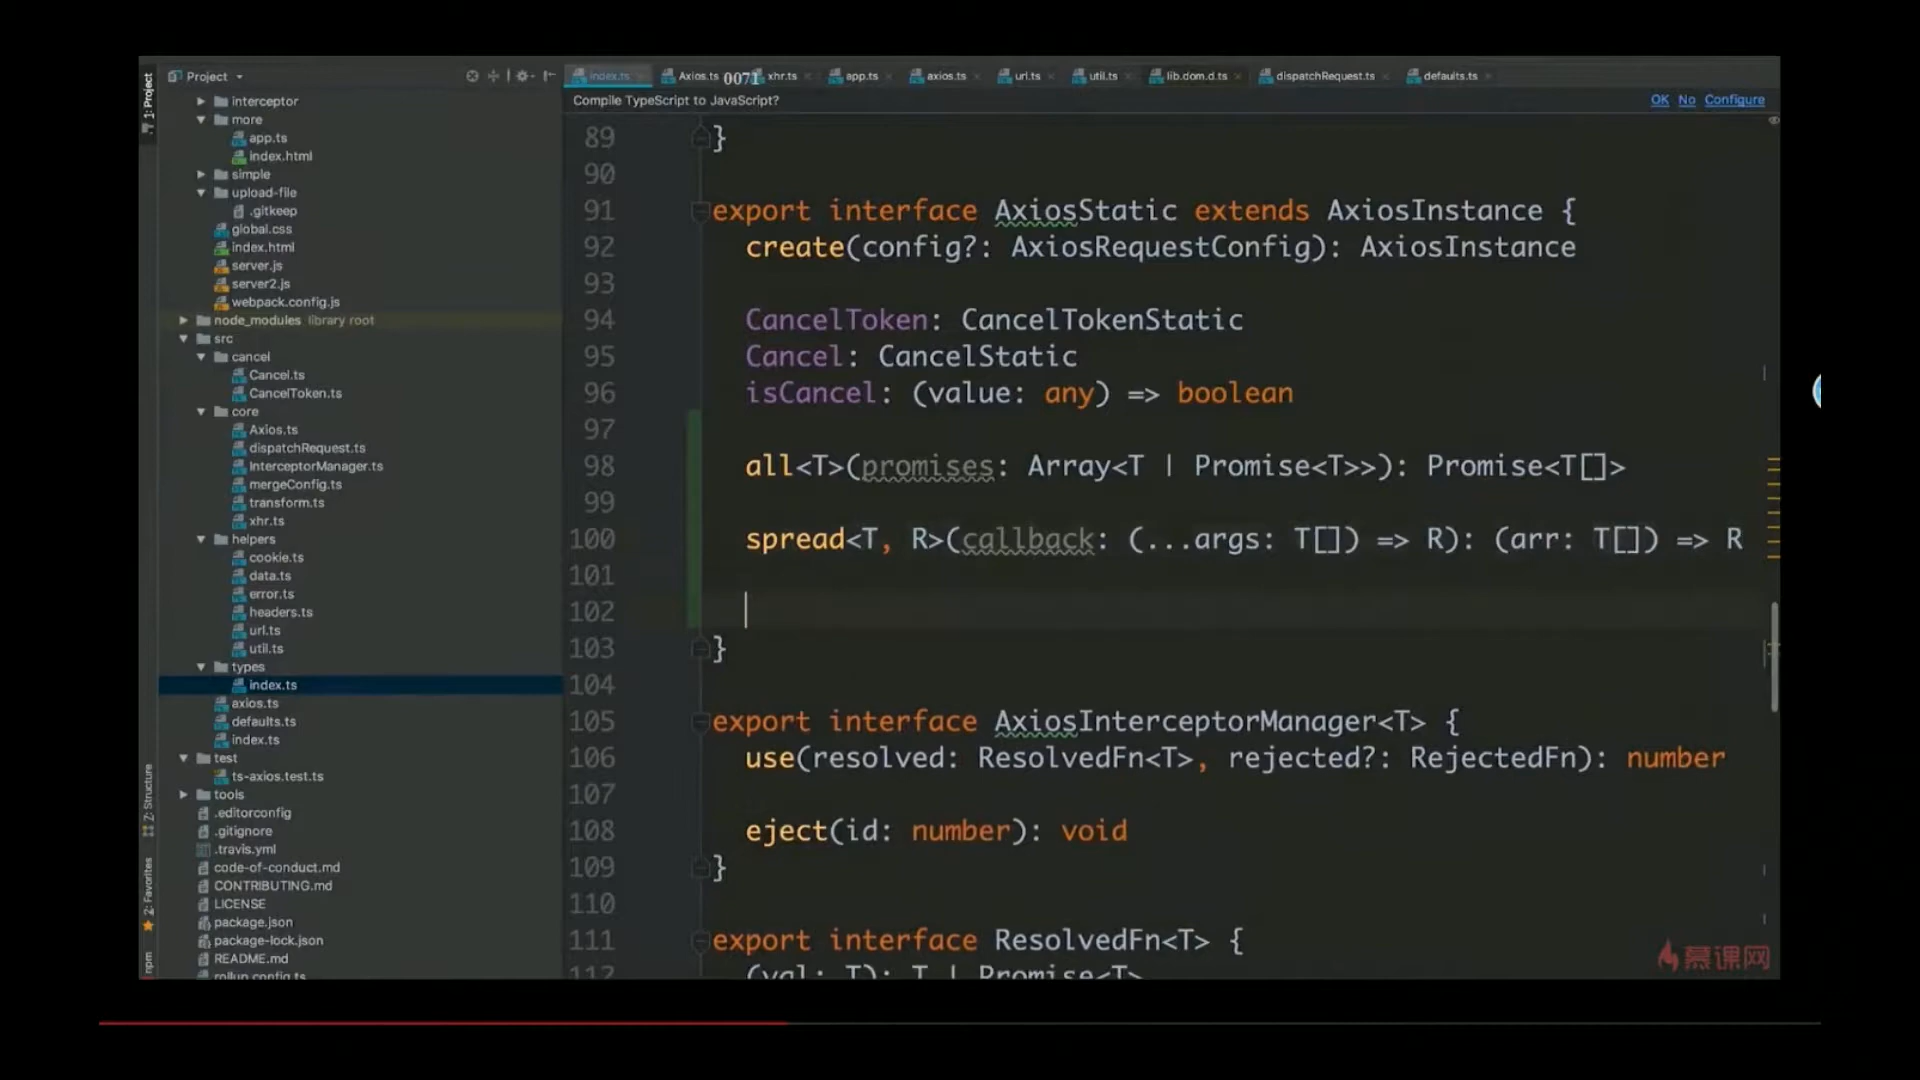 1: Project
Project
index.ts
Axios.ts
0071
xhr.ts
app.ts
axios.ts
url.ts
util.ts
lib.dom.d.ts
dispatchRequest.ts
defaults.ts
Compile TypeScript to JavaScript?
OK
No
Configure
interceptor
more
app.ts
index.html
simple
upload-file
.gitkeep
global.css
index.html
server.js
server2.js
webpack.config.js
node_modules library root
src
cancel
Cancel.ts
CancelToken.ts
core
Axios.ts
dispatchRequest.ts
InterceptorManager.ts
mergeConfig.ts
transform.ts
xhr.ts
helpers
cookie.ts
data.ts
error.ts
headers.ts
url.ts
util.ts
types
index.ts
axios.ts
defaults.ts
index.ts
test
ts-axios.test.ts
tools
.editorconfig
.gitignore
.travis.yml
code-of-conduct.md
CONTRIBUTING.md
LICENSE
package.json
package-lock.json
README.md
rollup.config.ts
Z: Structure
2: Favorites
npm
89 }
90
91 export interface AxiosStatic extends AxiosInstance {
92 create(config?: AxiosRequestConfig): AxiosInstance
93
94 CancelToken: CancelTokenStatic
95 Cancel: CancelStatic
96 isCancel: (value: any) => boolean
97
98 all<T>(promises: Array<T | Promise<T>>): Promise<T[]>
99
100 spread<T, R>(callback: (...args: T[]) => R): (arr: T[]) => R
101
102
103 }
104
105 export interface AxiosInterceptorManager<T> {
106 use(resolved: ResolvedFn<T>, rejected?: RejectedFn): number
107
108 eject(id: number): void
109 }
110
111 export interface ResolvedFn<T> {
112 (val: T): T | Promise<T>
慕课网